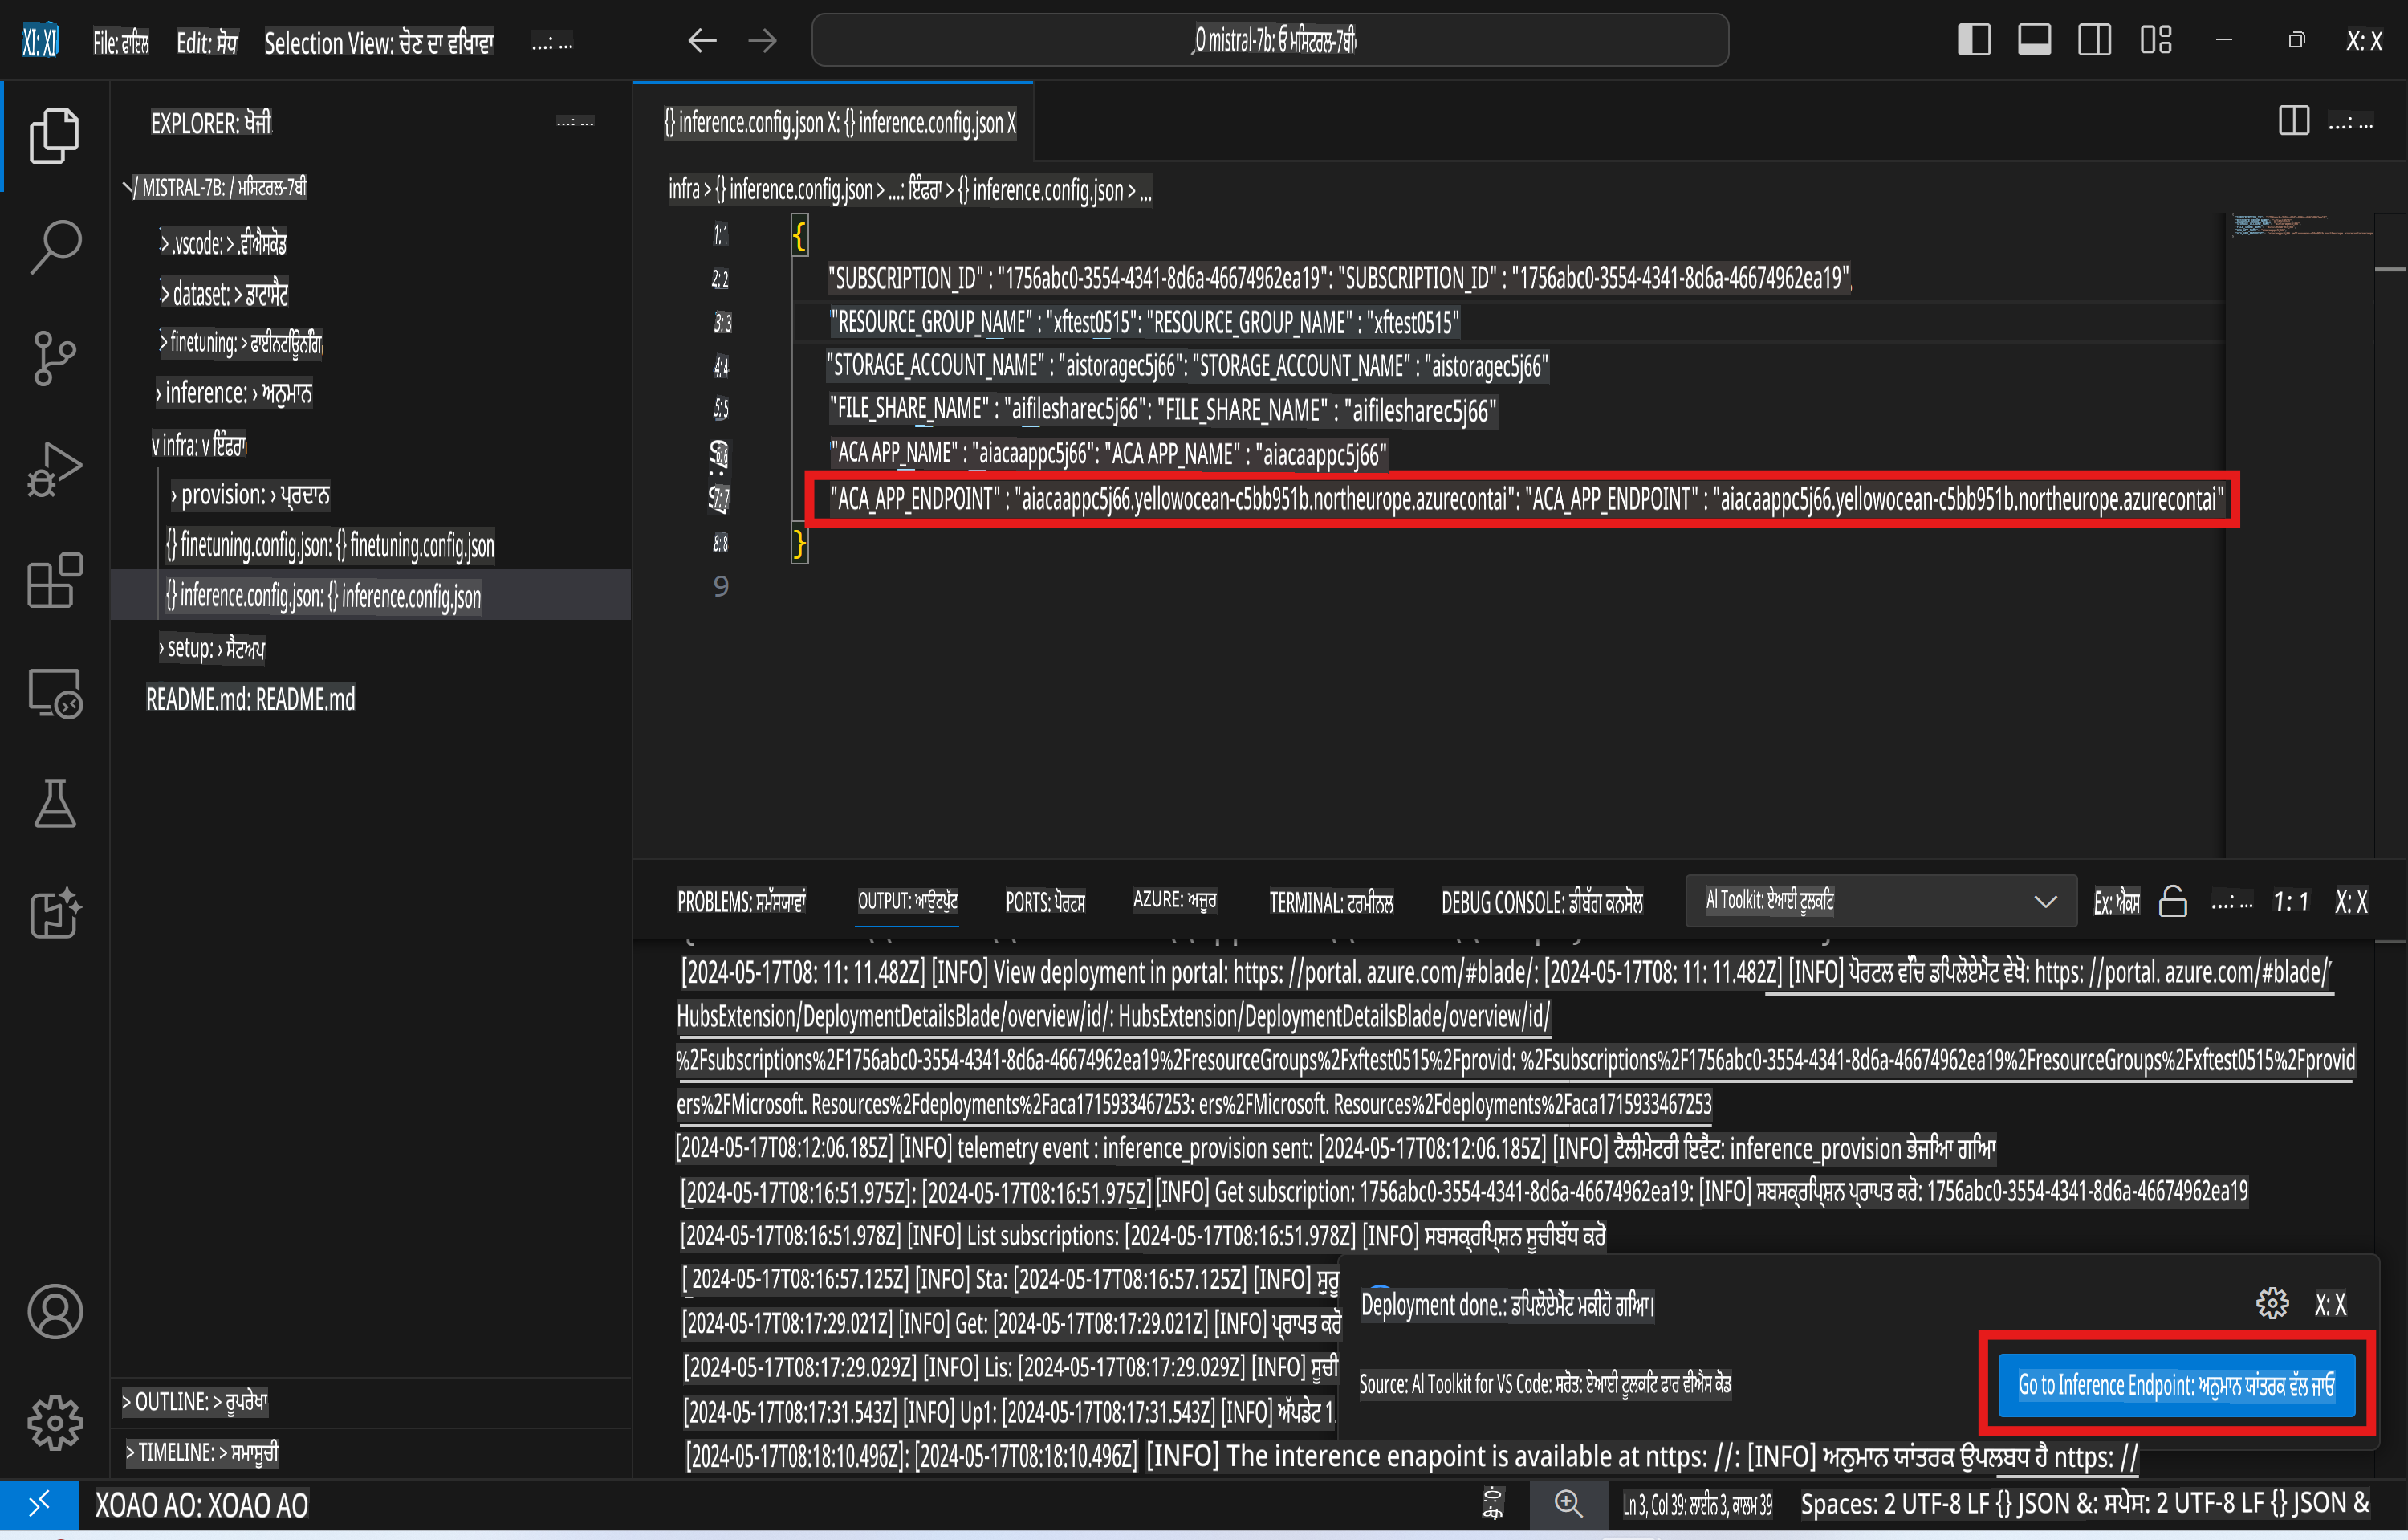 XI: XI File: ਫਾਇਲ Edit: ਸੋਧ Selection View: ਚੋਣ ਦਾ ਵਿਖਾਵਾ ...: ... O mistral-7b: ਓ ਮਿਸਟਰਲ-7ਬੀ X: X
EXPLORER: ਖੋਜੀ ...: ...
/ MISTRAL-7B: / ਮਿਸਟਰਲ-7ਬੀ
> .vscode: > .ਵੀਐਸਕੋਡ
> dataset: > ਡਾਟਾਸੈਟ
> finetuning: > ਫਾਈਨਟਿਊਨਿੰਗ
› inference: › ਅਨੁਮਾਨ
v infra: v ਇੰਫਰਾ
› provision: › ਪ੍ਰਦਾਨ
{} finetuning.config.json: {} finetuning.config.json
{} inference.config.json: {} inference.config.json
› setup: › ਸੈਟਅਪ
README.md: README.md
> OUTLINE: > ਰੂਪਰੇਖਾ
> TIMELINE: > ਸਮਾਸੂਚੀ
{} inference.config.json X: {} inference.config.json X ...: ...
infra > {} inference.config.json > ...: ਇੰਫਰਾ > {} inference.config.json > ...
1: 1 {
2: 2 "SUBSCRIPTION_ID" : "1756abc0-3554-4341-8d6a-46674962ea19": "SUBSCRIPTION_ID" : "1756abc0-3554-4341-8d6a-46674962ea19"
3: 3 "RESOURCE_GROUP_NAME" : "xftest0515": "RESOURCE_GROUP_NAME" : "xftest0515"
4: 4 "STORAGE_ACCOUNT_NAME" : "aistoragec5j66": "STORAGE_ACCOUNT_NAME" : "aistoragec5j66"
5: 5 "FILE_SHARE_NAME" : "aifilesharec5j66": "FILE_SHARE_NAME" : "aifilesharec5j66"
6: 6 "ACA APP_NAME" : "aiacaappc5j66": "ACA APP_NAME" : "aiacaappc5j66"
7: 7 "ACA_APP_ENDPOINT" : "aiacaappc5j66.yellowocean-c5bb951b.northeurope.azurecontai": "ACA_APP_ENDPOINT" : "aiacaappc5j66.yellowocean-c5bb951b.northeurope.azurecontai"
8: 8 }
9
PROBLEMS: ਸਮੱਸਿਆਵਾਂ OUTPUT: ਆਉਟਪੁੱਟ PORTS: ਪੋਰਟਸ AZURE: ਅਜ਼ੂਰ TERMINAL: ਟਰਮੀਨਲ DEBUG CONSOLE: ਡੀਬੱਗ ਕਨਸੋਲ Al Toolkit: ਏਆਈ ਟੂਲਕਿਟ Ex: ਐਕਸ ...: ... 1: 1 X: X
[2024-05-17T08: 11: 11.482Z] [INFO] View deployment in portal: https: //portal. azure.com/#blade/: [2024-05-17T08: 11: 11.482Z] [INFO] ਪੋਰਟਲ ਵਿੱਚ ਡਿਪਲੋਏਮੈਂਟ ਵੇਖੋ: https: //portal. azure.com/#blade/
HubsExtension/DeploymentDetailsBlade/overview/id/: HubsExtension/DeploymentDetailsBlade/overview/id/
%2Fsubscriptions%2F1756abc0-3554-4341-8d6a-46674962ea19%2FresourceGroups%2Fxftest0515%2Fprovid: %2Fsubscriptions%2F1756abc0-3554-4341-8d6a-46674962ea19%2FresourceGroups%2Fxftest0515%2Fprovid
ers%2FMicrosoft. Resources%2Fdeployments%2Faca1715933467253: ers%2FMicrosoft. Resources%2Fdeployments%2Faca1715933467253
[2024-05-17T08:12:06.185Z] [INFO] telemetry event : inference_provision sent: [2024-05-17T08:12:06.185Z] [INFO] ਟੈਲੀਮੇਟਰੀ ਇਵੈਂਟ: inference_provision ਭੇਜਿਆ ਗਿਆ
[2024-05-17T08:16:51.975Z]: [2024-05-17T08:16:51.975Z] [INFO] Get subscription: 1756abc0-3554-4341-8d6a-46674962ea19: [INFO] ਸਬਸਕ੍ਰਿਪਸ਼ਨ ਪ੍ਰਾਪਤ ਕਰੋ: 1756abc0-3554-4341-8d6a-46674962ea19
[2024-05-17T08:16:51.978Z] [INFO] List subscriptions: [2024-05-17T08:16:51.978Z] [INFO] ਸਬਸਕ੍ਰਿਪਸ਼ਨ ਸੂਚੀਬੱਧ ਕਰੋ
[ 2024-05-17T08:16:57.125Z] [INFO] Sta: [2024-05-17T08:16:57.125Z] [INFO] ਸ਼ੁਰੂ
[2024-05-17T08:17:29.021Z] [INFO] Get: [2024-05-17T08:17:29.021Z] [INFO] ਪ੍ਰਾਪਤ ਕਰੋ
[2024-05-17T08:17:29.029Z] [INFO] Lis: [2024-05-17T08:17:29.029Z] [INFO] ਸੂਚੀ
[2024-05-17T08:17:31.543Z] [INFO] Up1: [2024-05-17T08:17:31.543Z] [INFO] ਅੱਪਡੇਟ 1
[2024-05-17T08:18:10.496Z]: [2024-05-17T08:18:10.496Z] [INFO] The interence enapoint is available at nttps: //: [INFO] ਅਨੁਮਾਨ ਯਾਂਤਰਕ ਉਪਲਬਧ ਹੈ nttps: //
Deployment done.: ਡਿਪਲੋਏਮੈਂਟ ਮਕੀਹੋ ਗਿਆ। X: X
Source: Al Toolkit for VS Code: ਸਰੋਤ: ਏਆਈ ਟੂਲਕਿਟ ਫਾਰ ਵੀਐਸ ਕੋਡ
Go to Inference Endpoint: ਅਨੁਮਾਨ ਯਾਂਤਰਕ ਵੱਲ ਜਾਓ
XOAO AO: XOAO AO Ln 3, Col 39: ਲਾਈਨ 3, ਕਾਲਮ 39 Spaces: 2 UTF-8 LF {} JSON &: ਸਪੇਸ: 2 UTF-8 LF {} JSON &